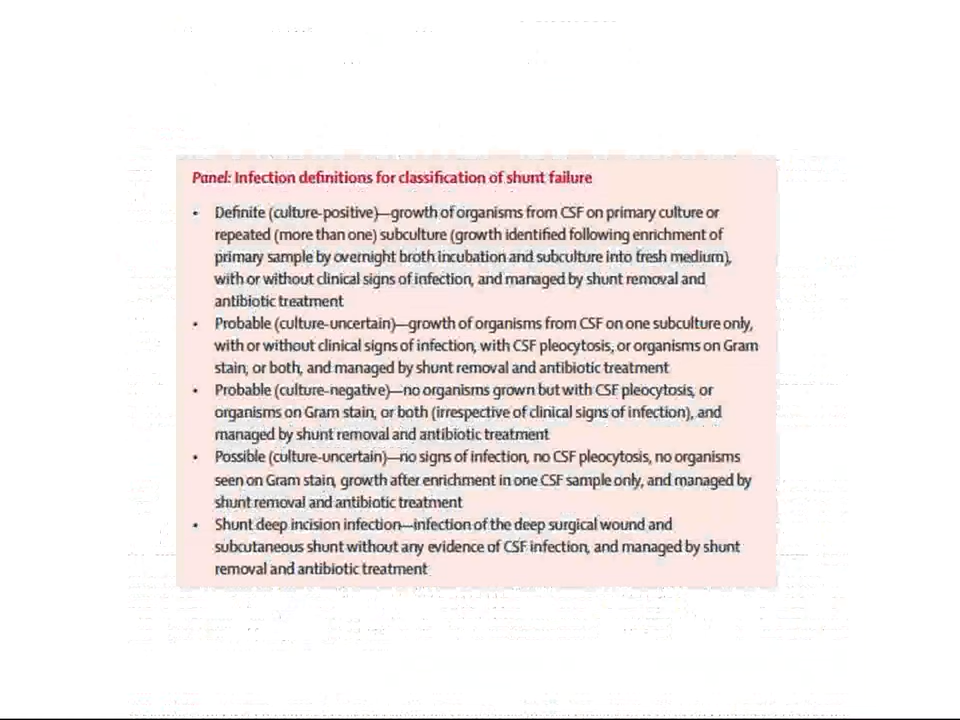 Panel: Infection definitions for classification of shunt failure
• Definite (culture-positive)—growth of organisms from CSF on primary culture or
repeated (more than one) subculture (growth identified following enrichment of
primary sample by overnight broth incubation and subculture into fresh medium),
with or without clinical signs of infection, and managed by shunt removal and
antibiotic treatment
• Probable (culture-uncertain)—growth of organisms from CSF on one subculture only,
with or without clinical signs of infection, with CSF pleocytosis, or organisms on Gram
stain, or both, and managed by shunt removal and antibiotic treatment
• Probable (culture-negative)—no organisms grown but with CSF pleocytosis, or
organisms on Gram stain, or both (irrespective of clinical signs of infection), and
managed by shunt removal and antibiotic treatment
• Possible (culture-uncertain)—no signs of infection, no CSF pleocytosis, no organisms
seen on Gram stain, growth after enrichment in one CSF sample only, and managed by
shunt removal and antibiotic treatment
• Shunt deep incision infection—infection of the deep surgical wound and
subcutaneous shunt without any evidence of CSF infection, and managed by shunt
removal and antibiotic treatment